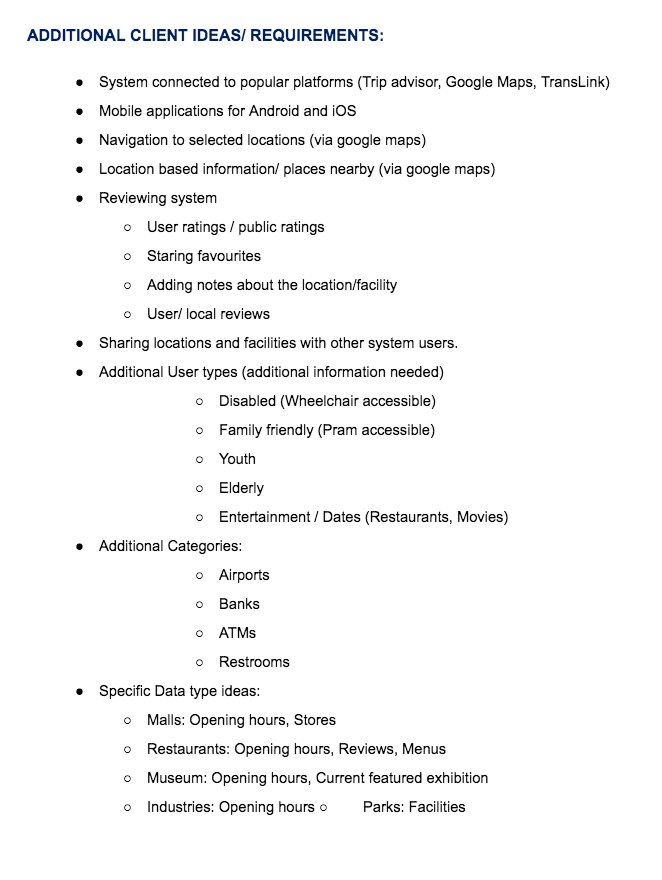 ADDITIONAL CLIENT IDEAS/ REQUIREMENTS:
● System connected to popular platforms (Trip advisor, Google Maps, TransLink)
● Mobile applications for Android and iOS
● Navigation to selected locations (via google maps)
● Location based information/ places nearby (via google maps)
● Reviewing system
○ User ratings / public ratings
○ Staring favourites
○ Adding notes about the location/facility
○ User/ local reviews
● Sharing locations and facilities with other system users.
● Additional User types (additional information needed)
○ Disabled (Wheelchair accessible)
○ Family friendly (Pram accessible)
○ Youth
○ Elderly
○ Entertainment / Dates (Restaurants, Movies)
● Additional Categories:
○ Airports
○ Banks
○ ATMs
○ Restrooms
● Specific Data type ideas:
○ Malls: Opening hours, Stores
○ Restaurants: Opening hours, Reviews, Menus
○ Museum: Opening hours, Current featured exhibition
○ Industries: Opening hours ○ Parks: Facilities